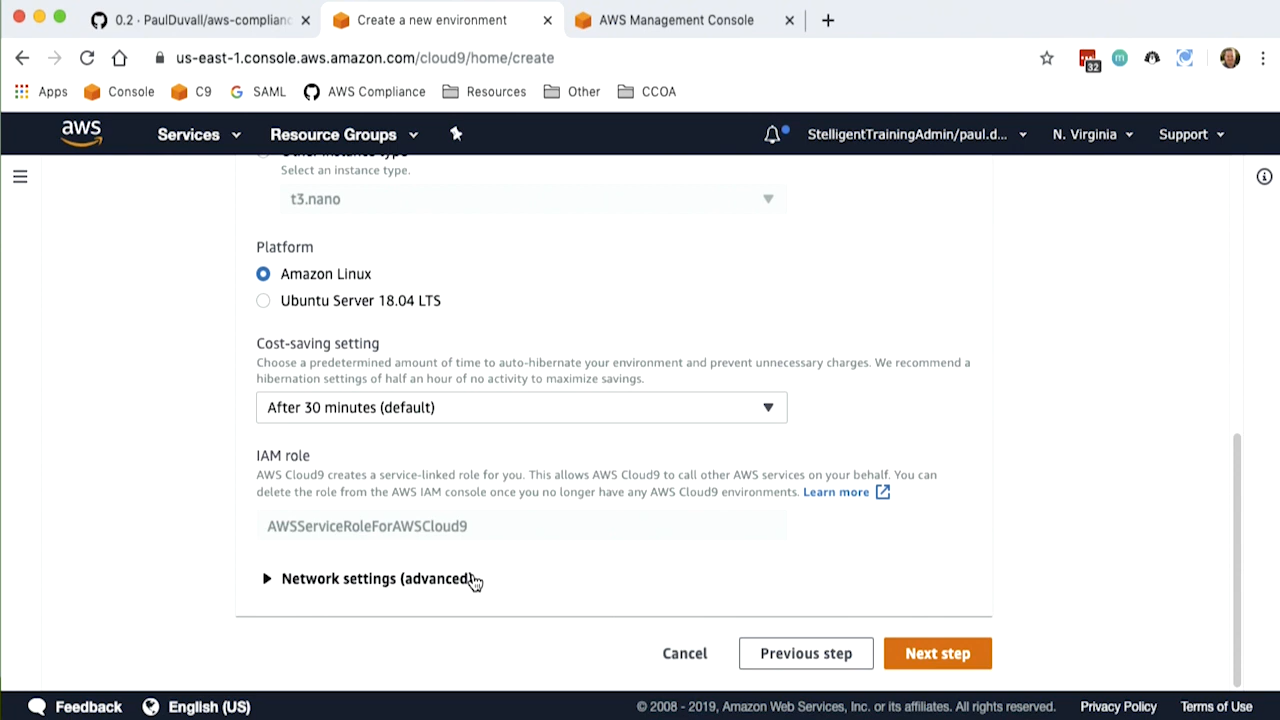 0.2 · PaulDuvall/aws-complianc
Create a new environment
AWS Management Console
us-east-1.console.aws.amazon.com/cloud9/home/create
32
m
Apps
Console
C9
SAML
AWS Compliance
Resources
Other
CCOA
aws
Services
Resource Groups
StelligentTrainingAdmin/paul.d...
N. Virginia
Support
Other instance type
Select an instance type.
t3.nano
Platform
Amazon Linux
Ubuntu Server 18.04 LTS
Cost-saving setting
Choose a predetermined amount of time to auto-hibernate your environment and prevent unnecessary charges. We recommend a
hibernation settings of half an hour of no activity to maximize savings.
After 30 minutes (default)
IAM role
AWS Cloud9 creates a service-linked role for you. This allows AWS Cloud9 to call other AWS services on your behalf. You can
delete the role from the AWS IAM console once you no longer have any AWS Cloud9 environments. Learn more
AWSServiceRoleForAWSCloud9
Network settings (advanced)
Cancel
Previous step
Next step
Feedback
English (US)
© 2008 - 2019, Amazon Web Services, Inc. or its affiliates. All rights reserved.
Privacy Policy
Terms of Use